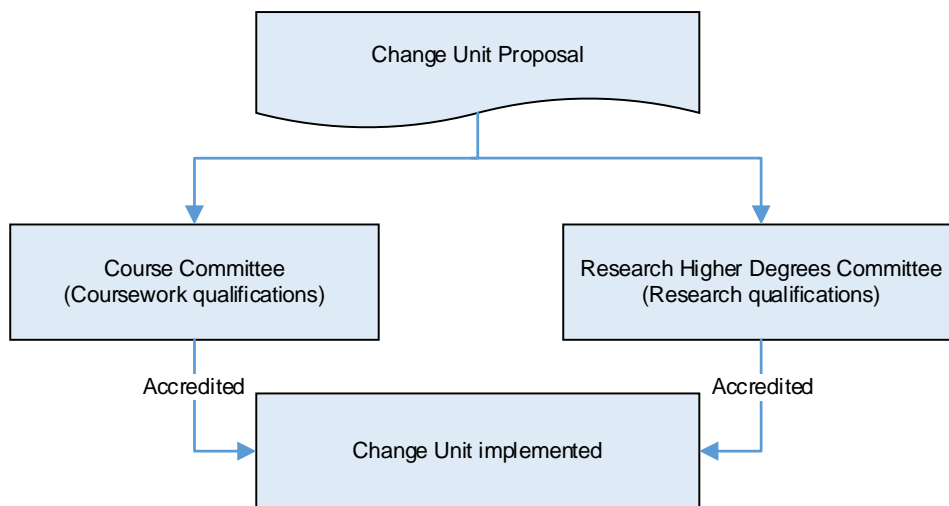 Change Unit Proposal
Course Committee
(Coursework qualifications)
Research Higher Degrees Committee
(Research qualifications)
Accredited
Accredited
Change Unit implemented